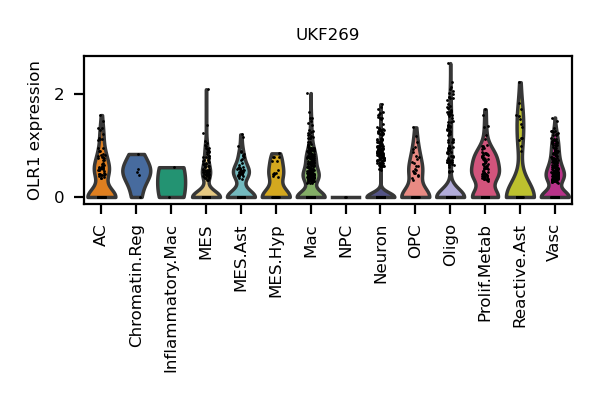 UKF269
OLR1 expression
2
0
AC
Chromatin.Reg
Inflammatory.Mac
MES
MES.Ast
MES.Hyp
Mac
NPC
Neuron
OPC
Oligo
Prolif.Metab
Reactive.Ast
Vasc